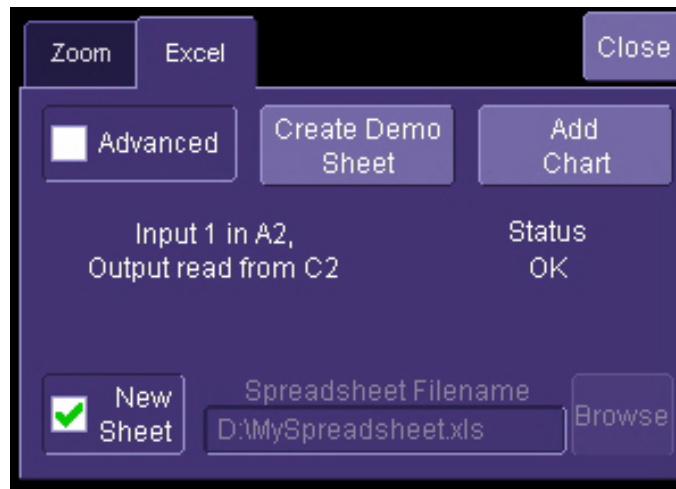 Zoom Excel Close
Advanced
Create Demo
Sheet
Add
Chart
Input 1 in A2,
Output read from C2
Status
OK
New
Sheet
Spreadsheet Filename
D:\MySpreadsheet.xls
Browse